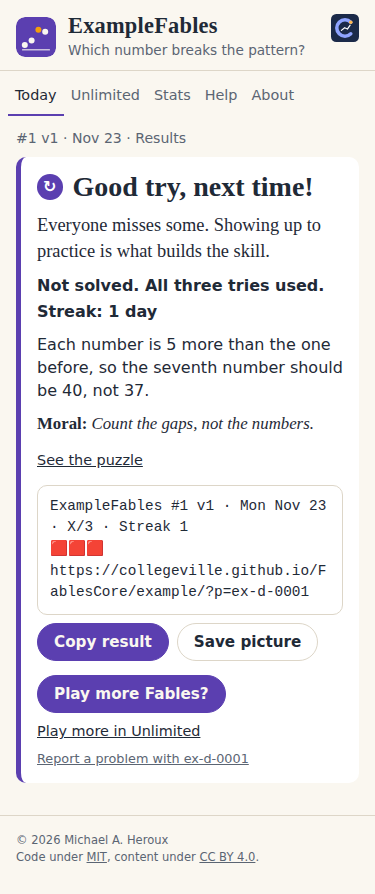 ExampleFables
Which number breaks the pattern?
Today Unlimited Stats Help About
#1 v1 · Nov 23 · Results
↻ Good try, next time!
Everyone misses some. Showing up to
practice is what builds the skill.
Not solved. All three tries used.
Streak: 1 day
Each number is 5 more than the one
before, so the seventh number should
be 40, not 37.
Moral: Count the gaps, not the numbers.
See the puzzle
ExampleFables #1 v1 · Mon Nov 23
· X/3 · Streak 1
🟥🟥🟥
https://collegeville.github.io/F
ablesCore/example/?p=ex-d-0001
Copy result Save picture
Play more Fables?
Play more in Unlimited
Report a problem with ex-d-0001
© 2026 Michael A. Heroux
Code under MIT, content under CC BY 4.0.